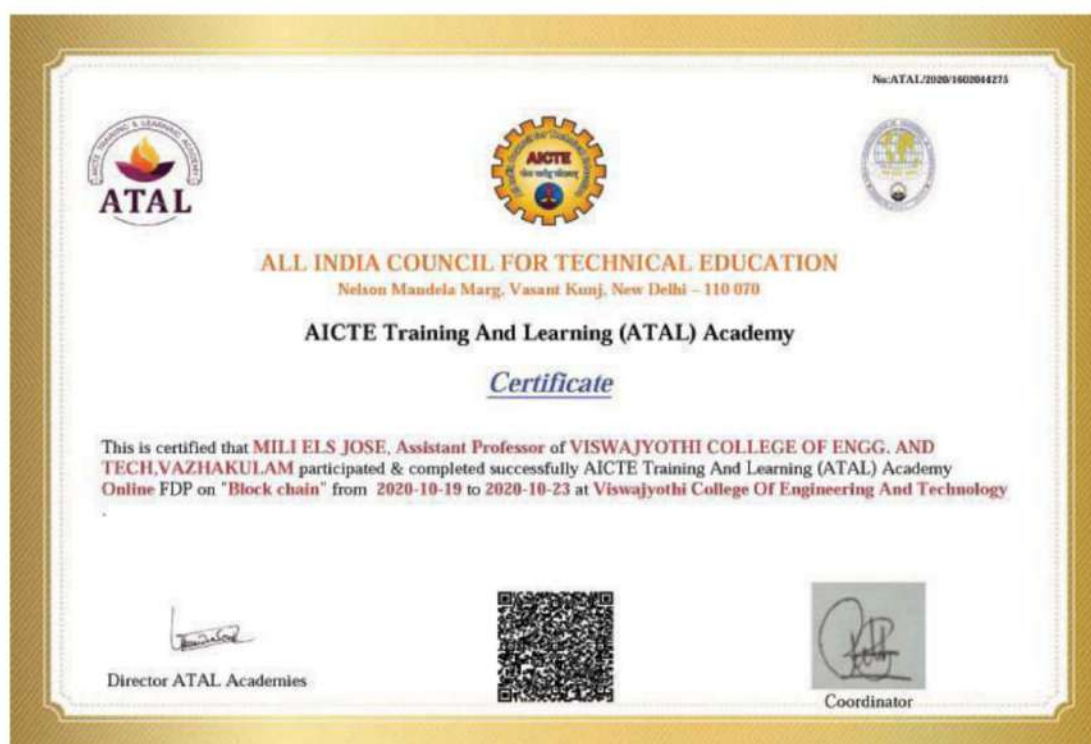 No:ATAL/2020/1602044275
AICTE TRAINING & LEARNING ACADEMY
ATAL
AICTE
ALL INDIA COUNCIL FOR TECHNICAL EDUCATION
Nelson Mandela Marg, Vasant Kunj, New Delhi – 110 070
AICTE Training And Learning (ATAL) Academy
Certificate
This is certified that MILI ELS JOSE, Assistant Professor of VISWAJYOTHI COLLEGE OF ENGG. AND
TECH,VAZHAKULAM participated & completed successfully AICTE Training And Learning (ATAL) Academy
Online FDP on "Block chain" from 2020-10-19 to 2020-10-23 at Viswajyothi College Of Engineering And Technology
.
Director ATAL Academies
Coordinator